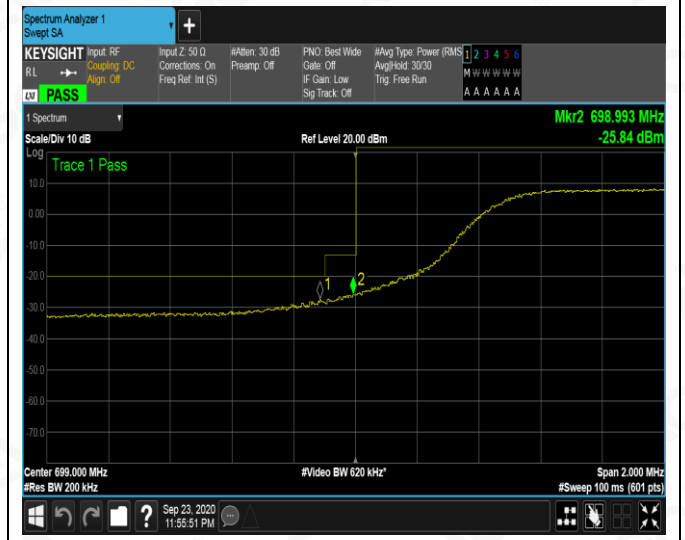 Spectrum Analyzer 1
Swept SA
+
KEYSIGHT Input: RF Input Z: 50 Ω #Atten: 30 dB PNO: Best Wide #Avg Type: Power (RMS 1 2 3 4 5 6
RL Coupling: DC Corrections: On Preamp: Off Gate: Off Avg|Hold: 30/30 M W W W W W
Align: Off Freq Ref: Int (S) IF Gain: Low Trig: Free Run
LXI PASS Sig Track: Off A A A A A A
1 Spectrum Mkr2 698.993 MHz
Scale/Div 10 dB Ref Level 20.00 dBm -25.84 dBm
Log
Trace 1 Pass
10.0
0.00
-10.0
-20.0
1 2
-30.0
-40.0
-50.0
-60.0
-70.0
Center 699.000 MHz #Video BW 620 kHz* Span 2.000 MHz
#Res BW 200 kHz #Sweep 100 ms (601 pts)
? Sep 23, 2020
11:55:51 PM